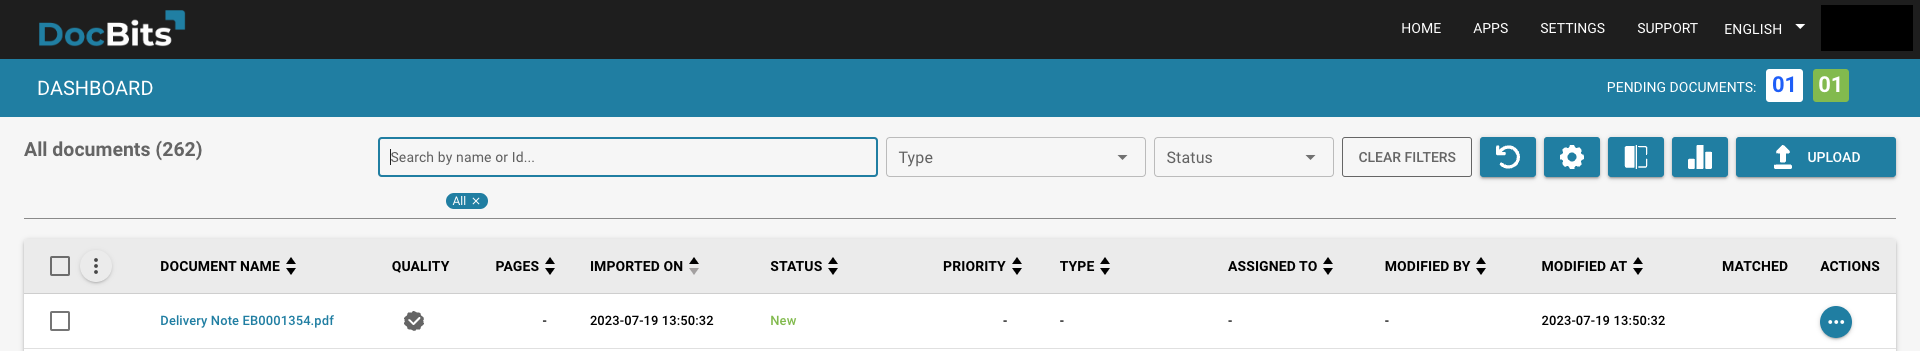 DocBits
HOME APPS SETTINGS SUPPORT ENGLISH
DASHBOARD
PENDING DOCUMENTS: 01 01
All documents (262)
Search by name or Id...
Type
Status
CLEAR FILTERS
UPLOAD
All ×
DOCUMENT NAME QUALITY PAGES IMPORTED ON STATUS PRIORITY TYPE ASSIGNED TO MODIFIED BY MODIFIED AT MATCHED ACTIONS
Delivery Note EB0001354.pdf - 2023-07-19 13:50:32 New - - - - 2023-07-19 13:50:32